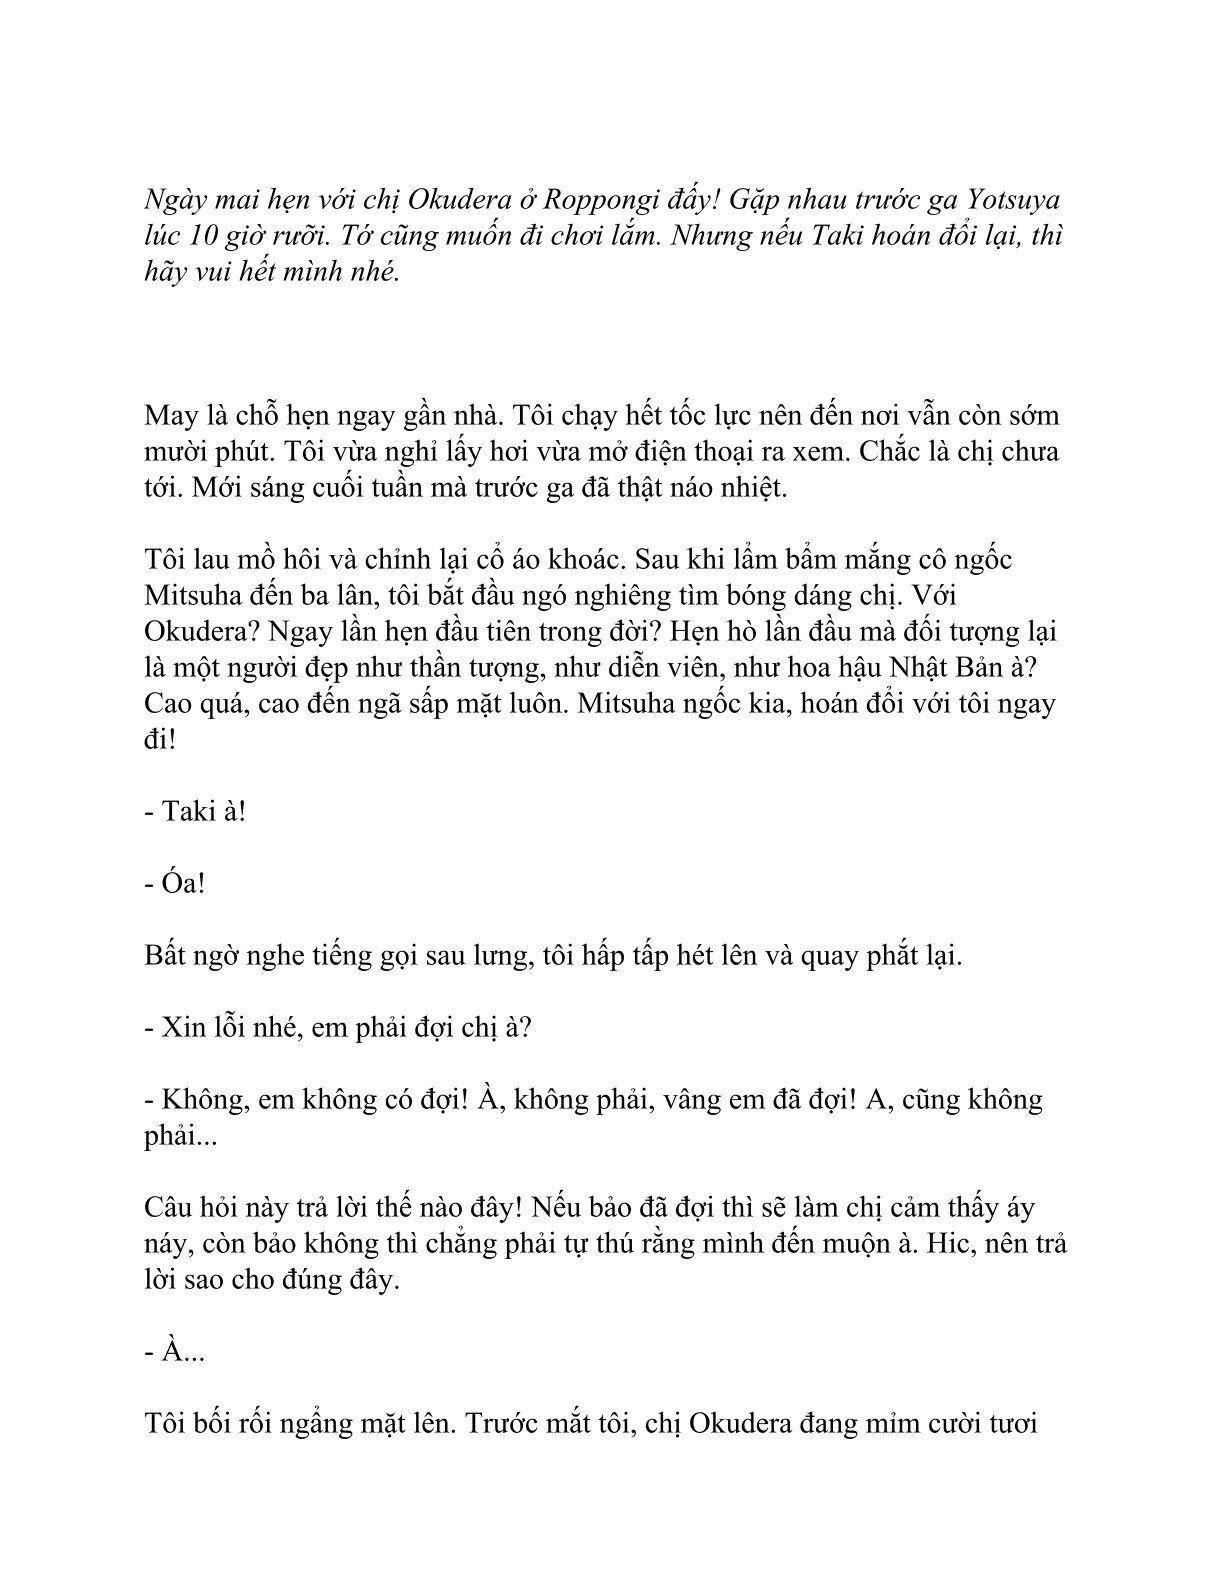 Ngày mai hẹn với chị Okudera ở Roppongi đấy! Gặp nhau trước ga Yotsuya
lúc 10 giờ rưỡi. Tớ cũng muốn đi chơi lắm. Nhưng nếu Taki hoán đổi lại, thì
hãy vui hết mình nhé.
May là chỗ hẹn ngay gần nhà. Tôi chạy hết tốc lực nên đến nơi vẫn còn sớm
mười phút. Tôi vừa nghỉ lấy hơi vừa mở điện thoại ra xem. Chắc là chị chưa
tới. Mới sáng cuối tuần mà trước ga đã thật náo nhiệt.
Tôi lau mồ hôi và chỉnh lại cổ áo khoác. Sau khi lẩm bẩm mắng cô ngốc
Mitsuha đến ba lân, tôi bắt đầu ngó nghiêng tìm bóng dáng chị. Với
Okudera? Ngay lần hẹn đầu tiên trong đời? Hẹn hò lần đầu mà đối tượng lại
là một người đẹp như thần tượng, như diễn viên, như hoa hậu Nhật Bản à?
Cao quá, cao đến ngã sấp mặt luôn. Mitsuha ngốc kia, hoán đổi với tôi ngay
đi!
- Taki à!
- Óa!
Bất ngờ nghe tiếng gọi sau lưng, tôi hấp tấp hét lên và quay phắt lại.
- Xin lỗi nhé, em phải đợi chị à?
- Không, em không có đợi! À, không phải, vâng em đã đợi! A, cũng không
phải...
Câu hỏi này trả lời thế nào đây! Nếu bảo đã đợi thì sẽ làm chị cảm thấy áy
náy, còn bảo không thì chẳng phải tự thú rằng mình đến muộn à. Hic, nên trả
lời sao cho đúng đây.
- À...
Tôi bối rối ngẩng mặt lên. Trước mắt tôi, chị Okudera đang mỉm cười tươi